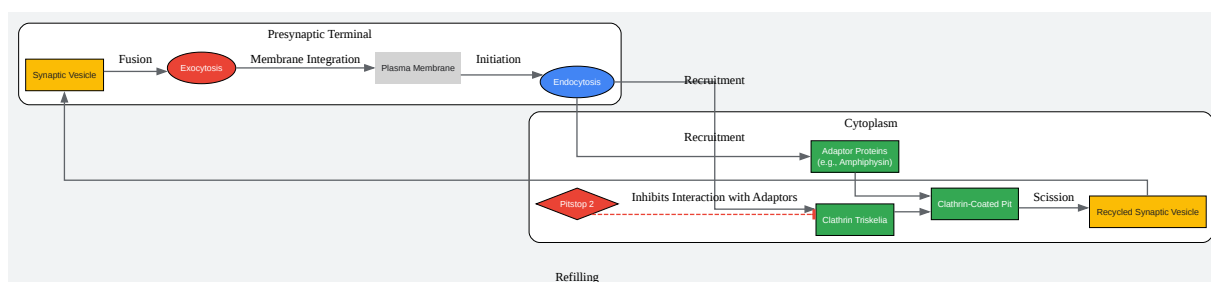 Presynaptic Terminal
Fusion
Membrane Integration
Initiation
Synaptic Vesicle
Exocytosis
Plasma Membrane
Endocytosis
Recruitment
Cytoplasm
Recruitment
Adaptor Proteins
(e.g., Amphiphysin)
Pitstop 2
Inhibits Interaction with Adaptors
Clathrin Triskelia
Clathrin-Coated Pit
Scission
Recycled Synaptic Vesicle
Refilling